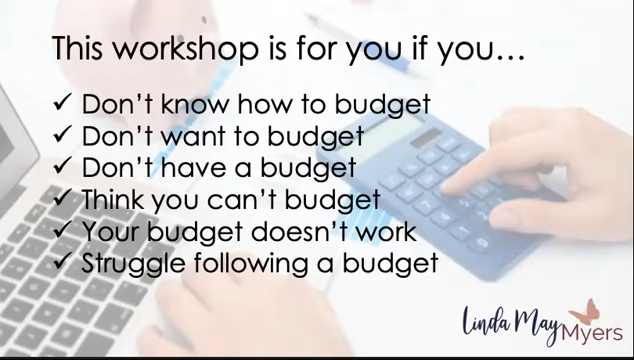 This workshop is for you if you...
✓ Don't know how to budget
✓ Don't want to budget
✓ Don't have a budget
✓ Think you can't budget
✓ Your budget doesn't work
✓ Struggle following a budget
Linda May Myers